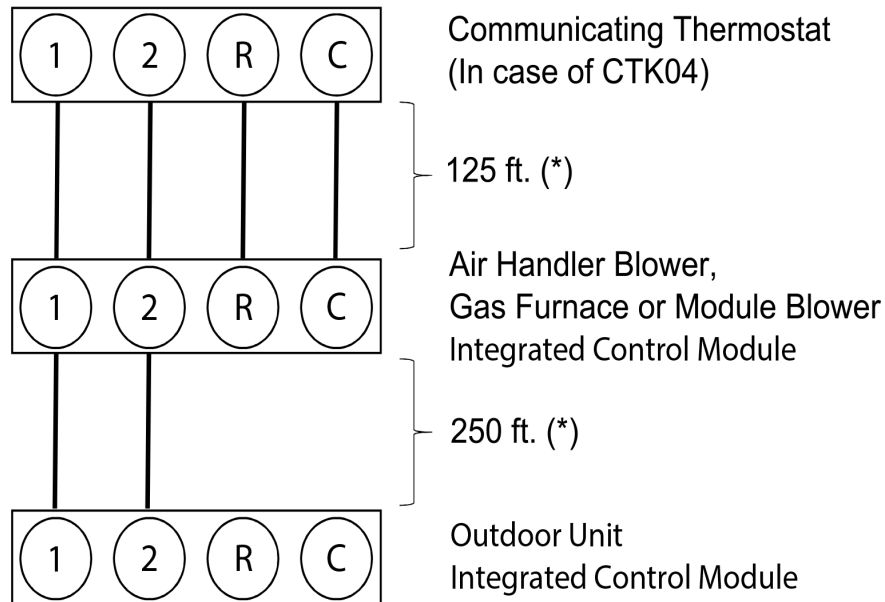 1 2 R C
Communicating Thermostat
(In case of CTK04)
125 ft. (*)
1 2 R C
Air Handler Blower,
Gas Furnace or Module Blower
Integrated Control Module
250 ft. (*)
1 2 R C
Outdoor Unit
Integrated Control Module